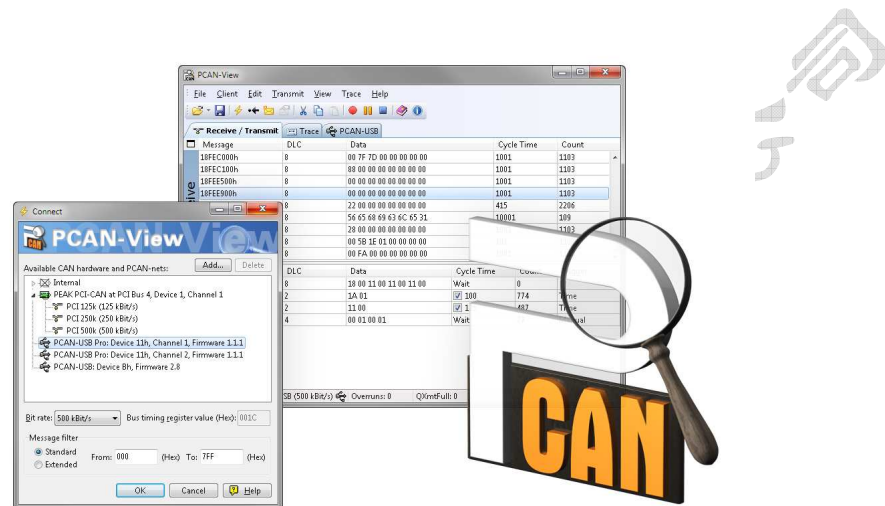 PCAN-View
File Client Edit Transmit View Trace Help
Receive / Transmit Trace PCAN-USB
Message DLC Data Cycle Time Count
18FEC000h 8 00 7F 7D 00 00 00 00 00 1001 1103
18FEC100h 8 88 00 00 00 00 00 00 00 1001 1103
18FEE500h 8 00 00 00 00 00 00 00 00 1001 1103
18FEE900h 8 00 00 00 00 00 00 00 00 1001 1103
8 22 00 00 00 00 00 00 00 415 2206
8 56 65 68 69 63 6C 65 31 10001 109
8 28 00 00 00 00 00 00 00 1103
8 00 5B 1E 01 00 00 00 00
8 00 FA 00 00 00 00 00 00
DLC Data Cycle Time
8 18 00 11 00 11 00 11 00 Wait 0
2 1A 01 100 774 Time
2 11 00 487 Time
4 00 01 00 01 Wait
SB (500 kBit/s) Overruns: 0 QXmtFull: 0
Connect
PCAN-View
Available CAN hardware and PCAN-nets: Add... Delete
Internal
PEAK PCI-CAN at PCI Bus 4, Device 1, Channel 1
PCI 125k (125 kBit/s)
PCI 250k (250 kBit/s)
PCI 500k (500 kBit/s)
PCAN-USB Pro: Device 11h, Channel 1, Firmware 1.1.1
PCAN-USB Pro: Device 11h, Channel 2, Firmware 1.1.1
PCAN-USB: Device Bh, Firmware 2.8
Bit rate: 500 kBit/s Bus timing register value (Hex): 001C
Message filter
Standard
Extended
From: 000 (Hex) To: 7FF (Hex)
OK Cancel Help
CAN